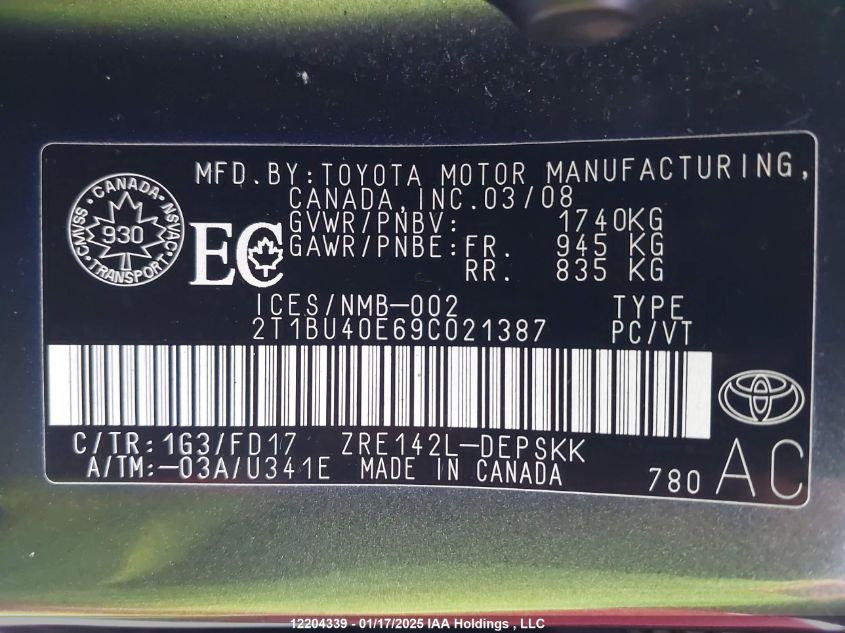 MFD.BY:TOYOTA MOTOR MANUFACTURING,
CANADA,INC.03/08
GVWR/PNBV: 1740KG
GAWR/PNBE:FR. 945 KG
RR. 835 KG
CANADA
CMVSS 930 NSVAC
TRANSPORT
EC
ICES/NMB-002 TYPE
2T1BU40E69C021387 PC/VT
C/TR:1G3/FD17 ZRE142L-DEPSKK
A/TM:-03A/U341E MADE IN CANADA 780 AC
12204339 - 01/17/2025 IAA Holdings , LLC